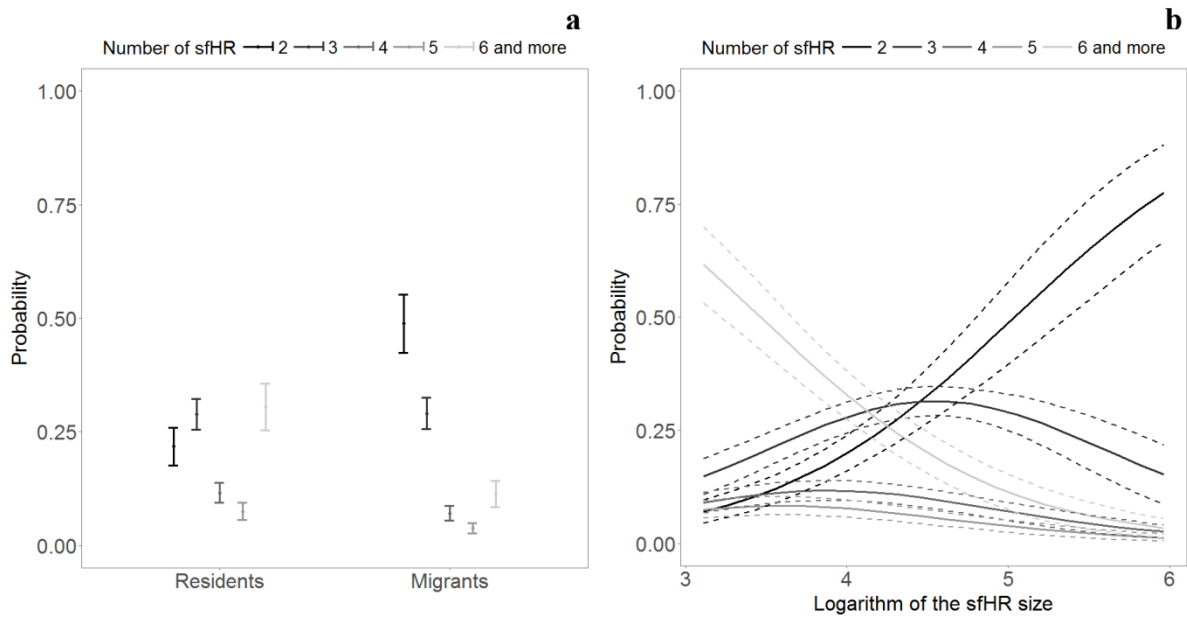 a
Number of sfHR 2 3 4 5 6 and more
1.00
0.75
0.50
0.25
0.00
Probability
Residents Migrants
b
Number of sfHR 2 3 4 5 6 and more
1.00
0.75
0.50
0.25
0.00
Probability
3 4 5 6
Logarithm of the sfHR size